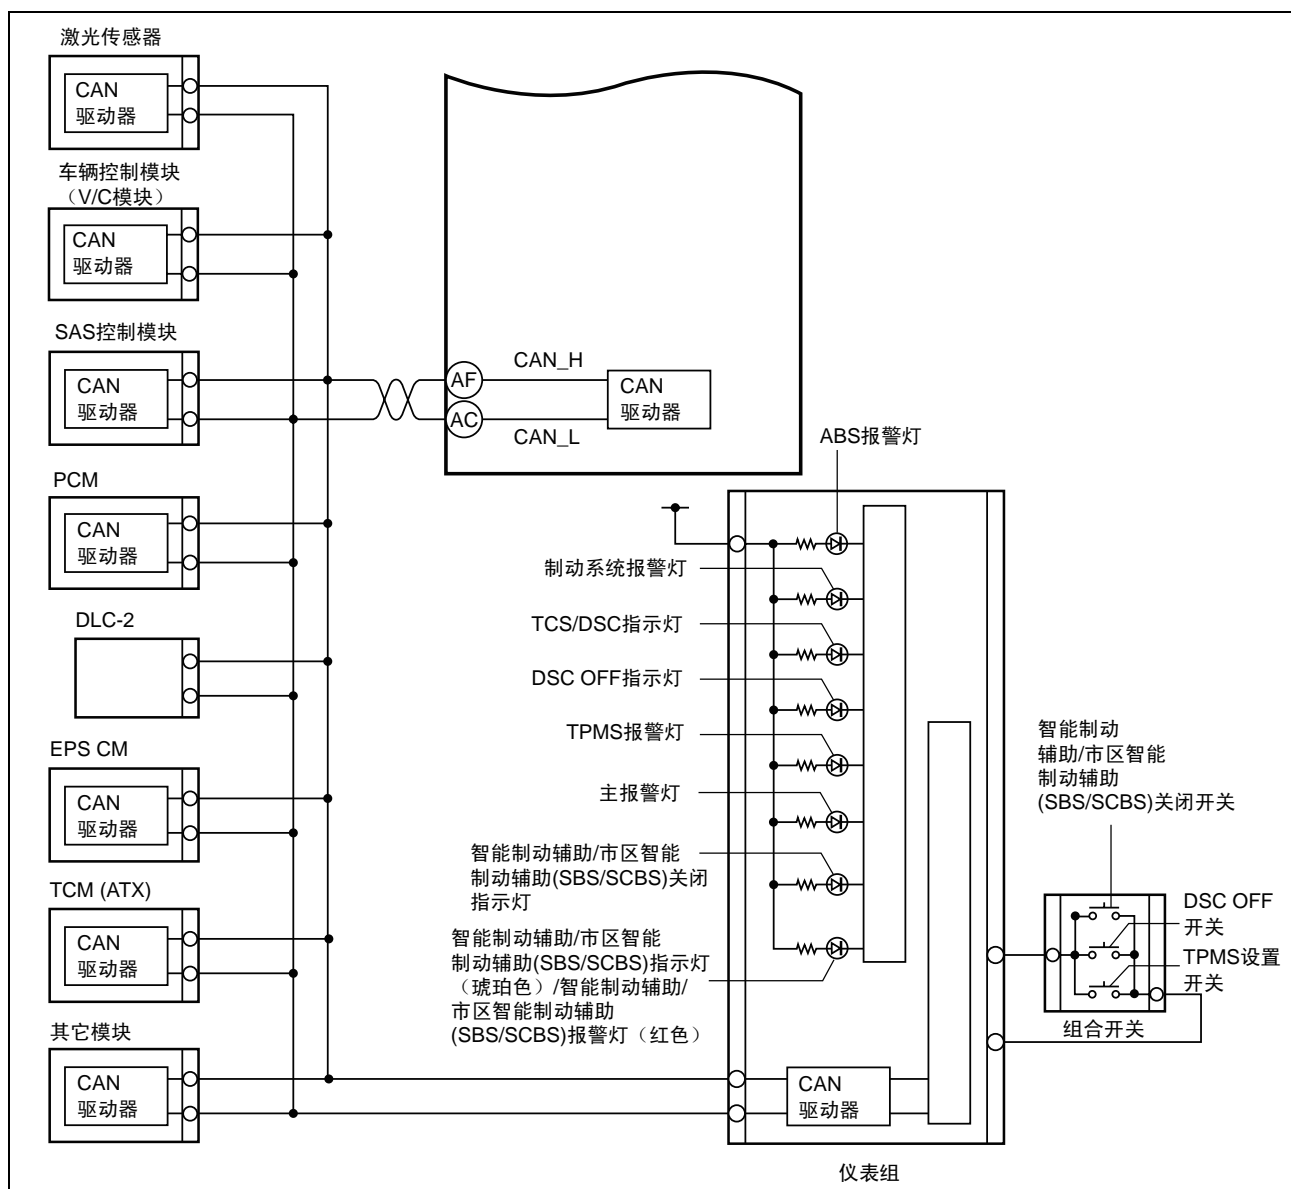 激光传感器
CAN
驱动器
车辆控制模块
（V/C模块）
CAN
驱动器
SAS控制模块
CAN
驱动器
AF
CAN_H
AC
CAN_L
CAN
驱动器
PCM
CAN
驱动器
DLC-2
EPS CM
CAN
驱动器
TCM (ATX)
CAN
驱动器
其它模块
CAN
驱动器
ABS报警灯
制动系统报警灯
TCS/DSC指示灯
DSC OFF指示灯
TPMS报警灯
主报警灯
智能制动辅助/市区智能
制动辅助(SBS/SCBS)关闭
指示灯
智能制动辅助/市区智能
制动辅助(SBS/SCBS)指示灯
（琥珀色）/智能制动辅助/
市区智能制动辅助
(SBS/SCBS)报警灯（红色）
CAN
驱动器
仪表组
智能制动
辅助/市区智能
制动辅助
(SBS/SCBS)关闭开关
DSC OFF
开关
TPMS设置
开关
组合开关